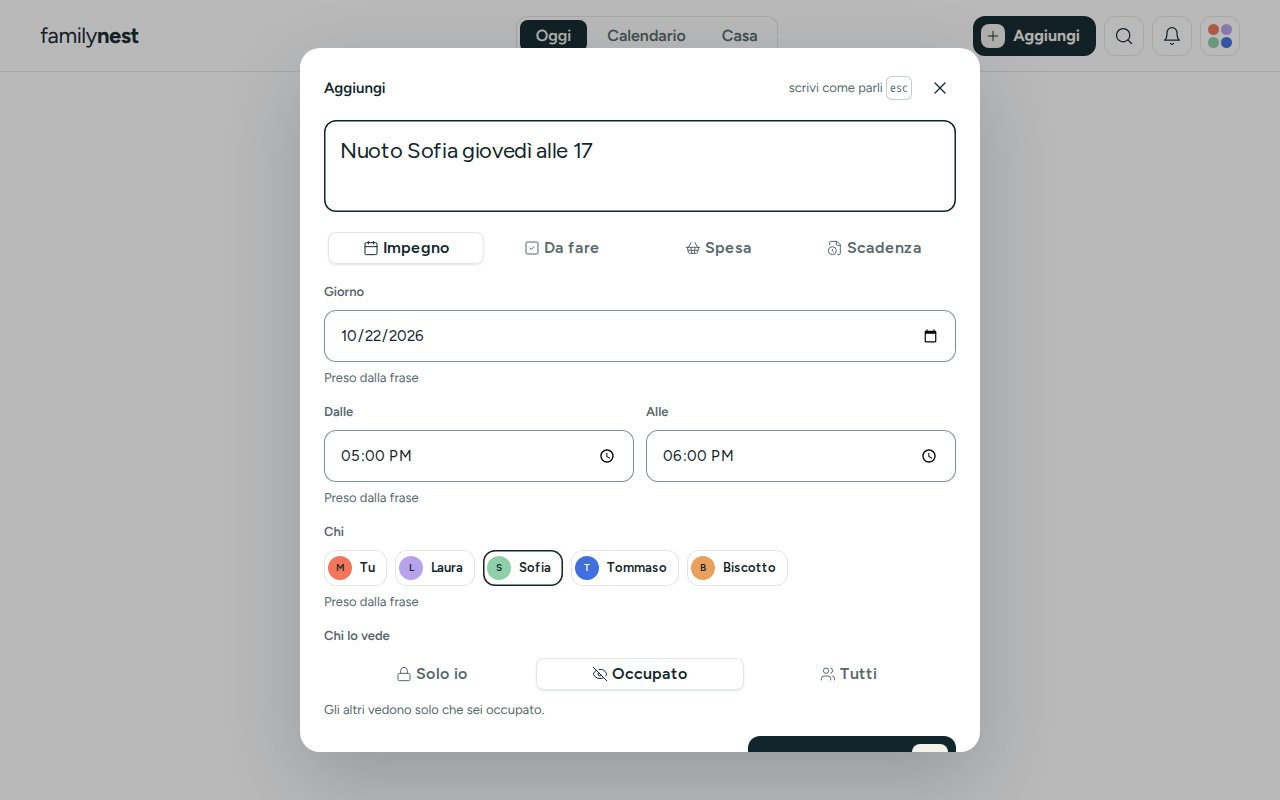 familynest
Oggi Calendario Casa
Aggiungi
Aggiungi
scrivi come parli esc
Nuoto Sofia giovedì alle 17
Impegno Da fare Spesa Scadenza
Giorno
10/22/2026
Preso dalla frase
Dalle Alle
05:00 PM 06:00 PM
Preso dalla frase
Chi
M Tu L Laura S Sofia T Tommaso B Biscotto
Preso dalla frase
Chi lo vede
Solo io Occupato Tutti
Gli altri vedono solo che sei occupato.